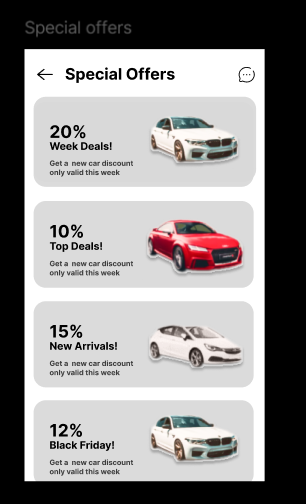 Special offers
Special Offers
20%
Week Deals!
Get a new car discount
only valid this week
10%
Top Deals!
Get a new car discount
only valid this week
15%
New Arrivals!
Get a new car discount
only valid this week
12%
Black Friday!
Get a new car discount
only valid this week